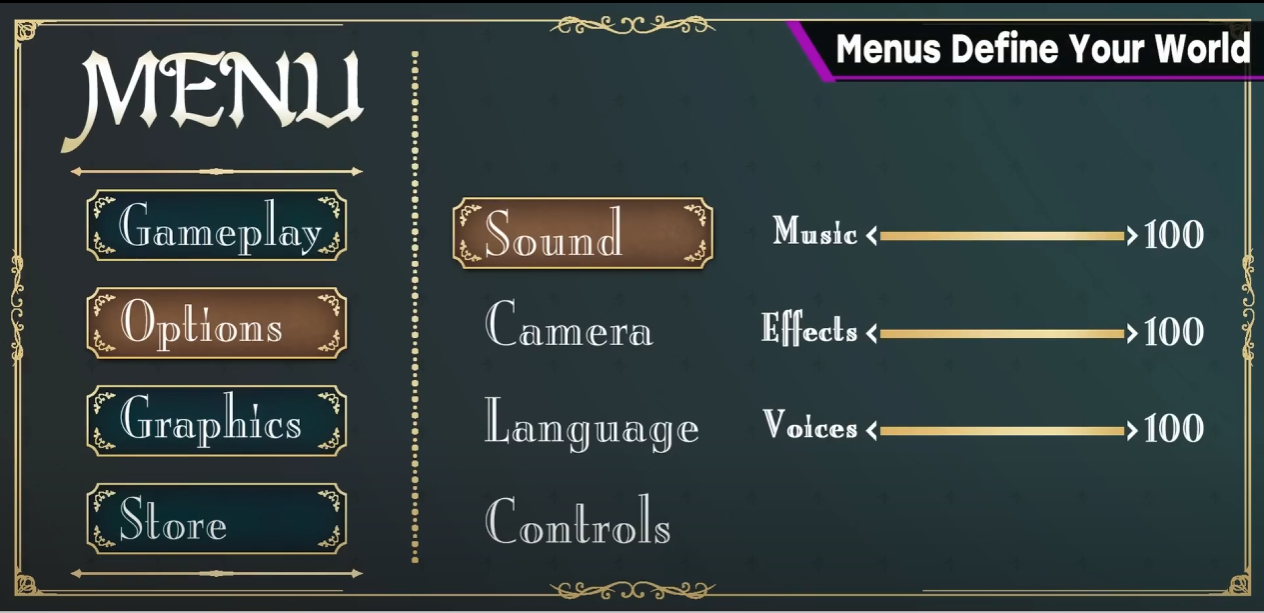 Menus Define Your World
MENU
Gameplay
Options
Graphics
Store
Sound
Camera
Language
Controls
Music < > 100
Effects < > 100
Voices < > 100